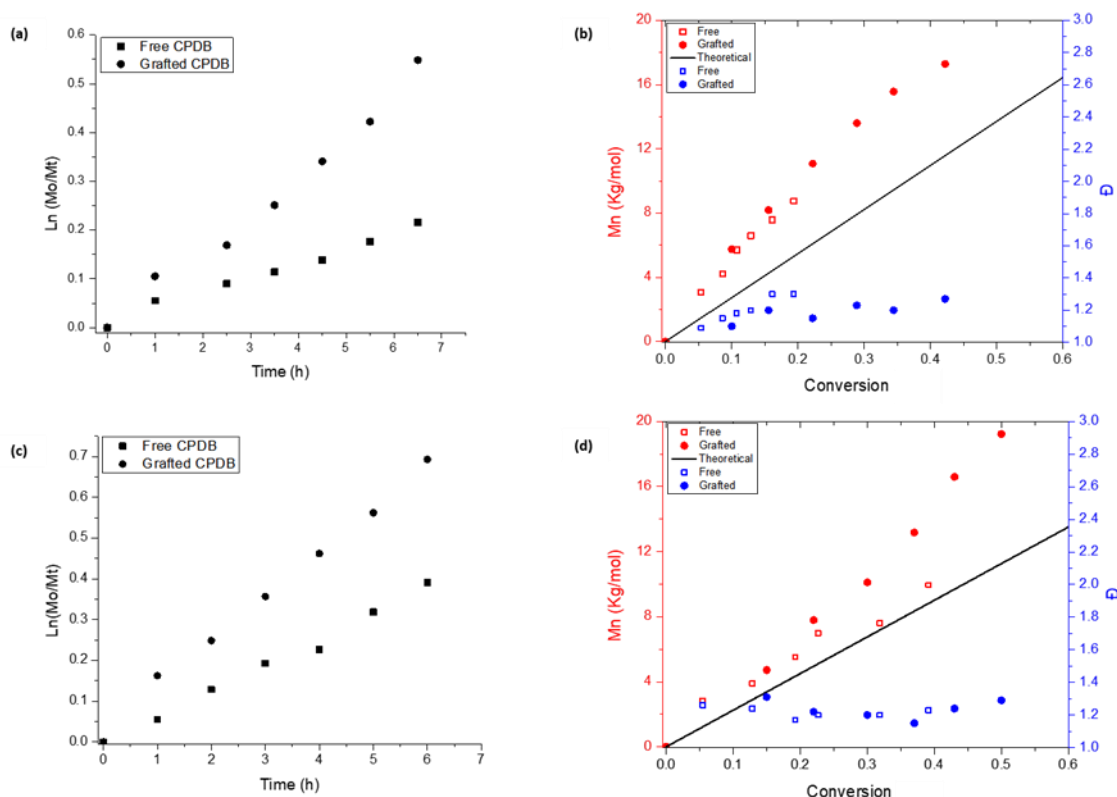 (a)
Free CPDB
Grafted CPDB
Ln (Mo/Mt)
0.6
0.5
0.4
0.3
0.2
0.1
0.0
0 1 2 3 4 5 6 7
Time (h)
(b)
Free
Grafted
Theoretical
Free
Grafted
Mn (Kg/mol)
20
16
12
8
4
0
3.0
2.8
2.6
2.4
2.2
2.0
1.8
1.6
1.4
1.2
1.0
0.0 0.1 0.2 0.3 0.4 0.5 0.6
Conversion
(c)
Free CPDB
Grafted CPDB
Ln(Mo/Mt)
0.7
0.6
0.5
0.4
0.3
0.2
0.1
0.0
0 1 2 3 4 5 6 7
Time (h)
(d)
Free
Grafted
Theoretical
Free
Grafted
Mn (Kg/mol)
20
16
12
8
4
0
3.0
2.8
2.6
2.4
2.2
2.0
1.8
1.6
1.4
1.2
1.0
0.0 0.1 0.2 0.3 0.4 0.5 0.6
Conversion